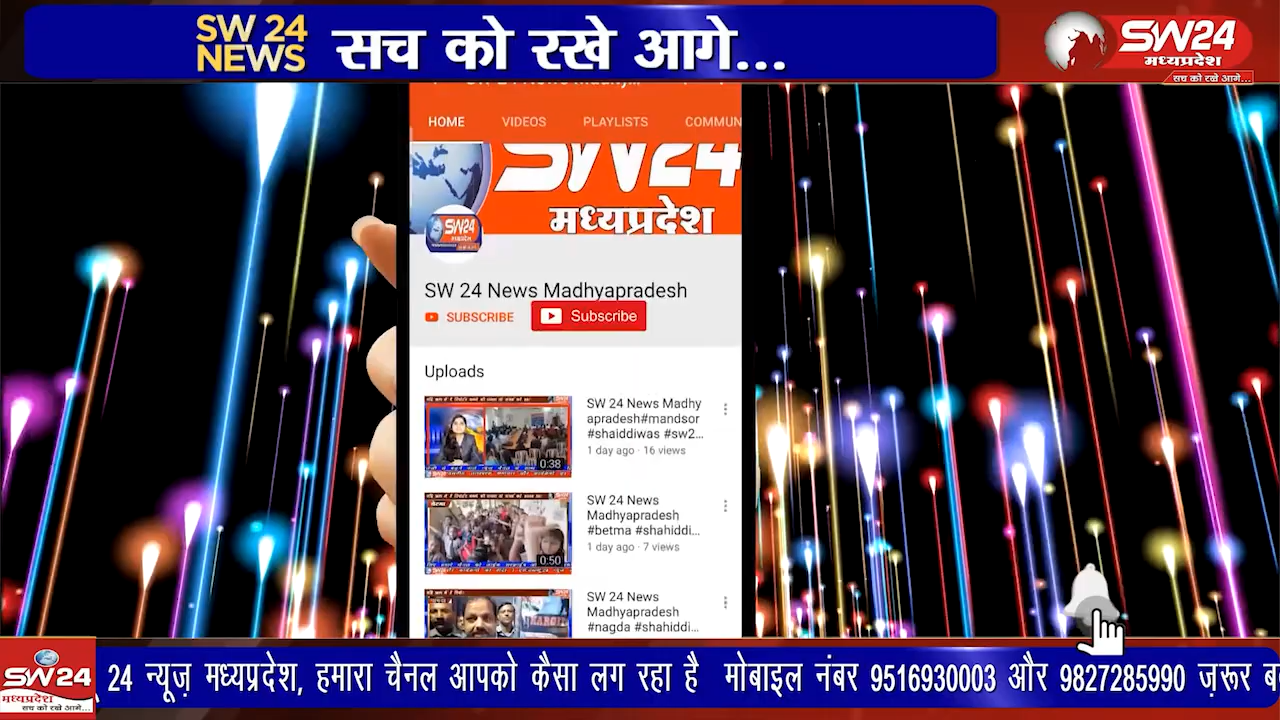 SW 24
NEWS
सच को रखे आगे...
SW24
मध्यप्रदेश
सच को रखे आगे...
HOME VIDEOS PLAYLISTS COMMUN
SW24
मध्यप्रदेश
SW24
SW 24 News Madhyapradesh
SUBSCRIBE
Subscribe
Uploads
SW 24 News Madhy
apradesh#mandsor
#shaiddiwas #sw2...
1 day ago · 16 views
0:38
SW 24 News
Madhyapradesh
#betma #shahiddi...
1 day ago · 7 views
0:50
SW 24 News
Madhyapradesh
#nagda #shahiddi...
SW24
मध्यप्रदेश
सच को रखे आगे...
24 न्यूज़ मध्यप्रदेश, हमारा चैनल आपको कैसा लग रहा है मोबाइल नंबर 9516930003 और 9827285990 ज़रूर